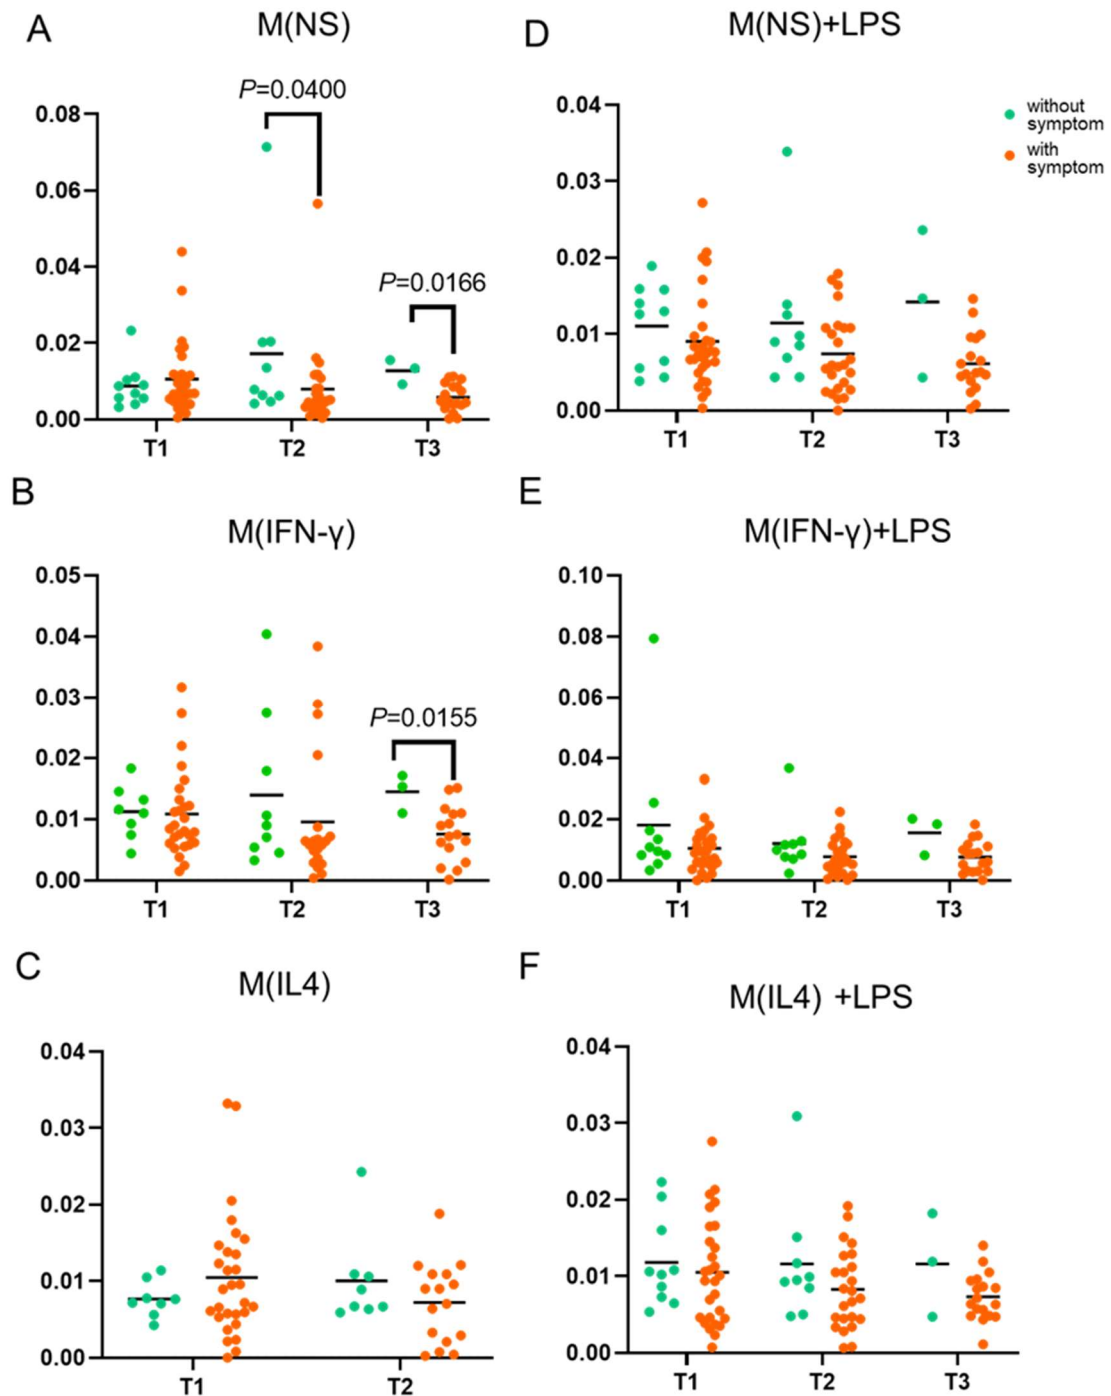 A
M(NS)
P=0.0400
P=0.0166
0.08
0.06
0.04
0.02
0.00
T1
T2
T3
D
M(NS)+LPS
without
symptom
with
symptom
0.04
0.03
0.02
0.01
0.00
T1
T2
T3
B
M(IFN-γ)
P=0.0155
0.05
0.04
0.03
0.02
0.01
0.00
T1
T2
T3
E
M(IFN-γ)+LPS
0.10
0.08
0.06
0.04
0.02
0.00
T1
T2
T3
C
M(IL4)
0.04
0.03
0.02
0.01
0.00
T1
T2
F
M(IL4) +LPS
0.04
0.03
0.02
0.01
0.00
T1
T2
T3